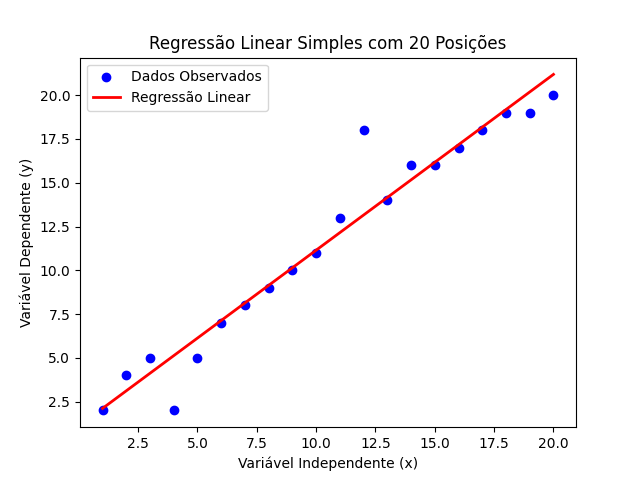 Regressão Linear Simples com 20 Posições
Dados Observados
Regressão Linear
20.0
17.5
15.0
12.5
10.0
7.5
5.0
2.5
Variável Dependente (y)
2.5 5.0 7.5 10.0 12.5 15.0 17.5 20.0
Variável Independente (x)